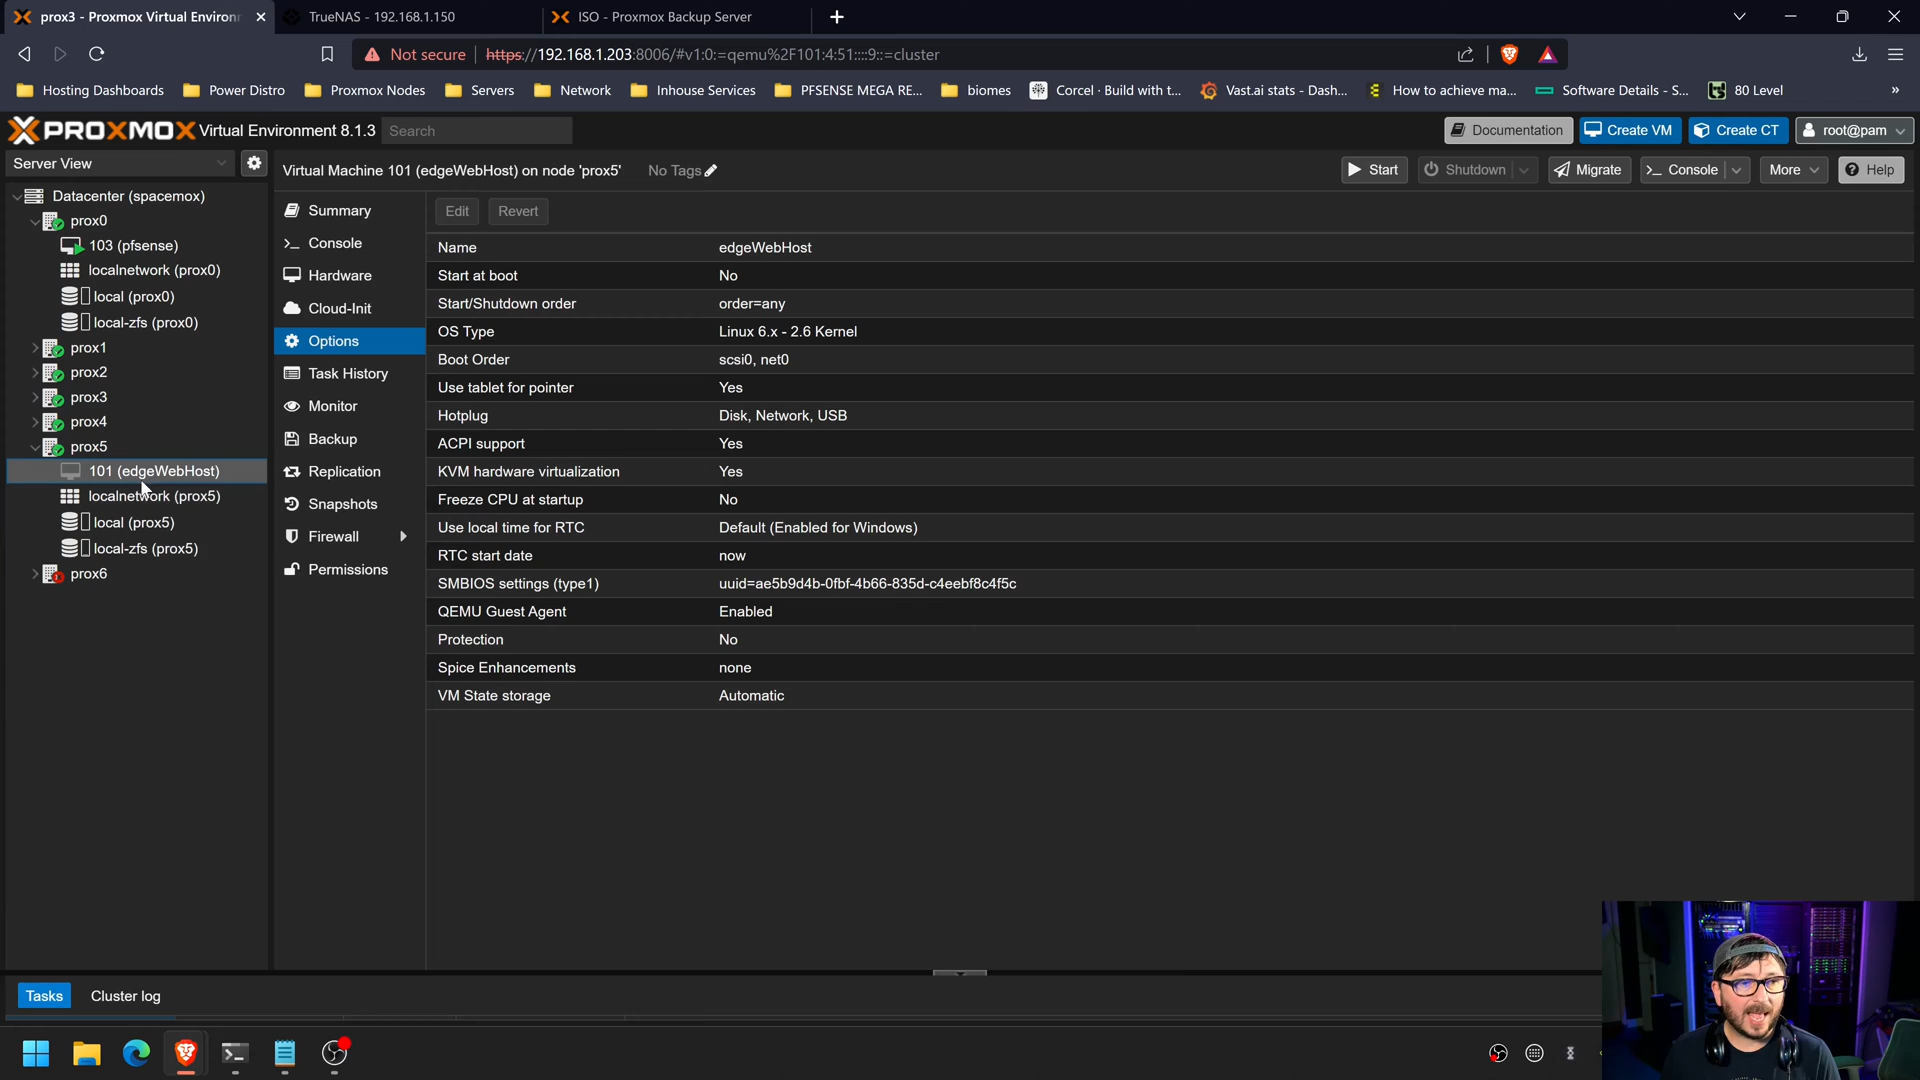 prox3 - Proxmox Virtual Environ
TrueNAS - 192.168.1.150
ISO - Proxmox Backup Server
Not secure
https://192.168.1.203:8006/#v1:0:=qemu%2F101:4:51::::9::=cluster
Hosting Dashboards
Power Distro
Proxmox Nodes
Servers
Network
Inhouse Services
PFSENSE MEGA RE...
biomes
Corcel · Build with t...
Vast.ai stats - Dash...
How to achieve ma...
Software Details - S...
80 Level
»
PROXMOX Virtual Environment 8.1.3
Search
Documentation
Create VM
Create CT
root@pam
Server View
Virtual Machine 101 (edgeWebHost) on node 'prox5'
No Tags
Start
Shutdown
Migrate
Console
More
Help
Datacenter (spacemox)
prox0
103 (pfsense)
localnetwork (prox0)
local (prox0)
local-zfs (prox0)
prox1
prox2
prox3
prox4
prox5
101 (edgeWebHost)
localnetwork (prox5)
local (prox5)
local-zfs (prox5)
prox6
Summary
Console
Hardware
Cloud-Init
Options
Task History
Monitor
Backup
Replication
Snapshots
Firewall
Permissions
Edit
Revert
Name edgeWebHost
Start at boot No
Start/Shutdown order order=any
OS Type Linux 6.x - 2.6 Kernel
Boot Order scsi0, net0
Use tablet for pointer Yes
Hotplug Disk, Network, USB
ACPI support Yes
KVM hardware virtualization Yes
Freeze CPU at startup No
Use local time for RTC Default (Enabled for Windows)
RTC start date now
SMBIOS settings (type1) uuid=ae5b9d4b-0fbf-4b66-835d-c4eebf8c4f5c
QEMU Guest Agent Enabled
Protection No
Spice Enhancements none
VM State storage Automatic
Tasks
Cluster log